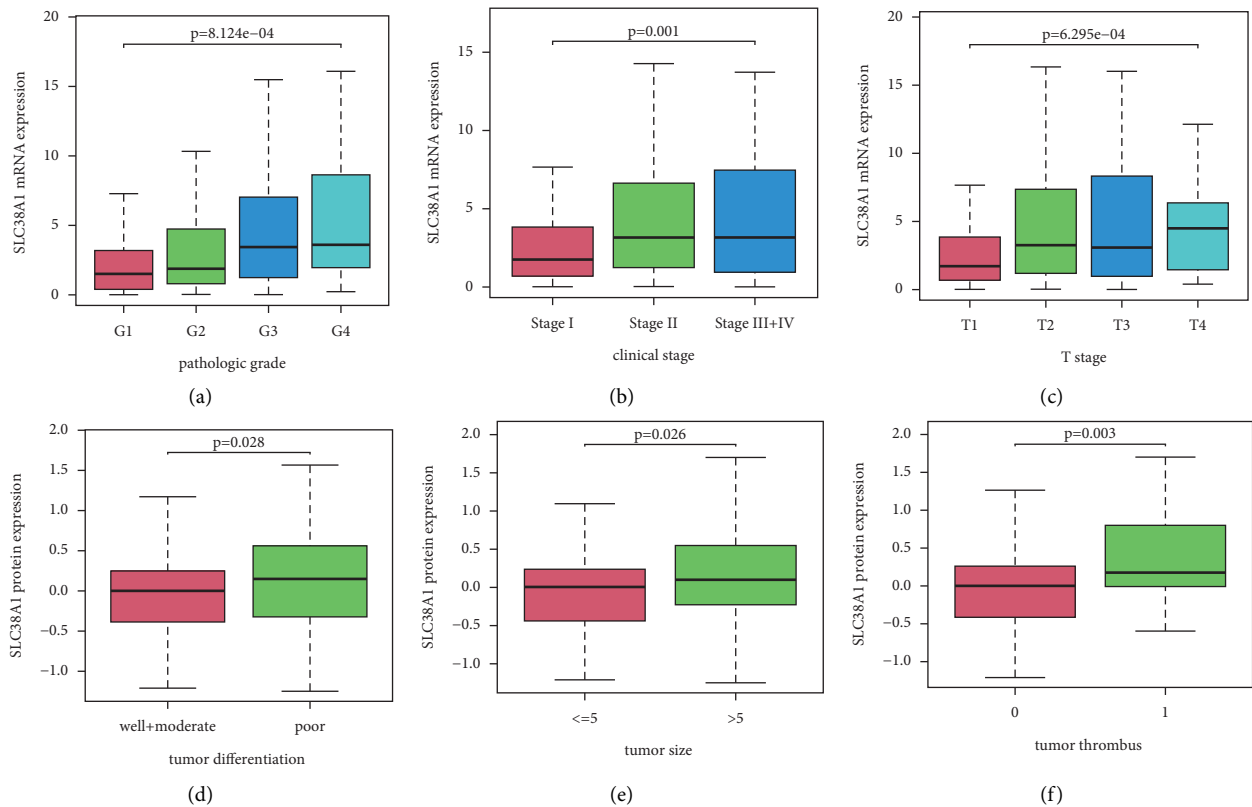 20
15
10
5
0
SLC38A1 mRNA expression
p=8.124e−04
G1 G2 G3 G4
pathologic grade
(a)
15
10
5
0
SLC38A1 mRNA expression
p=0.001
Stage I Stage II Stage III+IV
clinical stage
(b)
20
15
10
5
0
SLC38A1 mRNA expression
p=6.295e−04
T1 T2 T3 T4
T stage
(c)
2.0
1.5
1.0
0.5
0.0
−0.5
−1.0
SLC38A1 protein expression
p=0.028
well+moderate poor
tumor differentiation
(d)
2.0
1.5
1.0
0.5
0.0
−0.5
−1.0
SLC38A1 protein expression
p=0.026
<=5 >5
tumor size
(e)
2.0
1.5
1.0
0.5
0.0
−0.5
−1.0
SLC38A1 protein expression
p=0.003
0 1
tumor thrombus
(f)